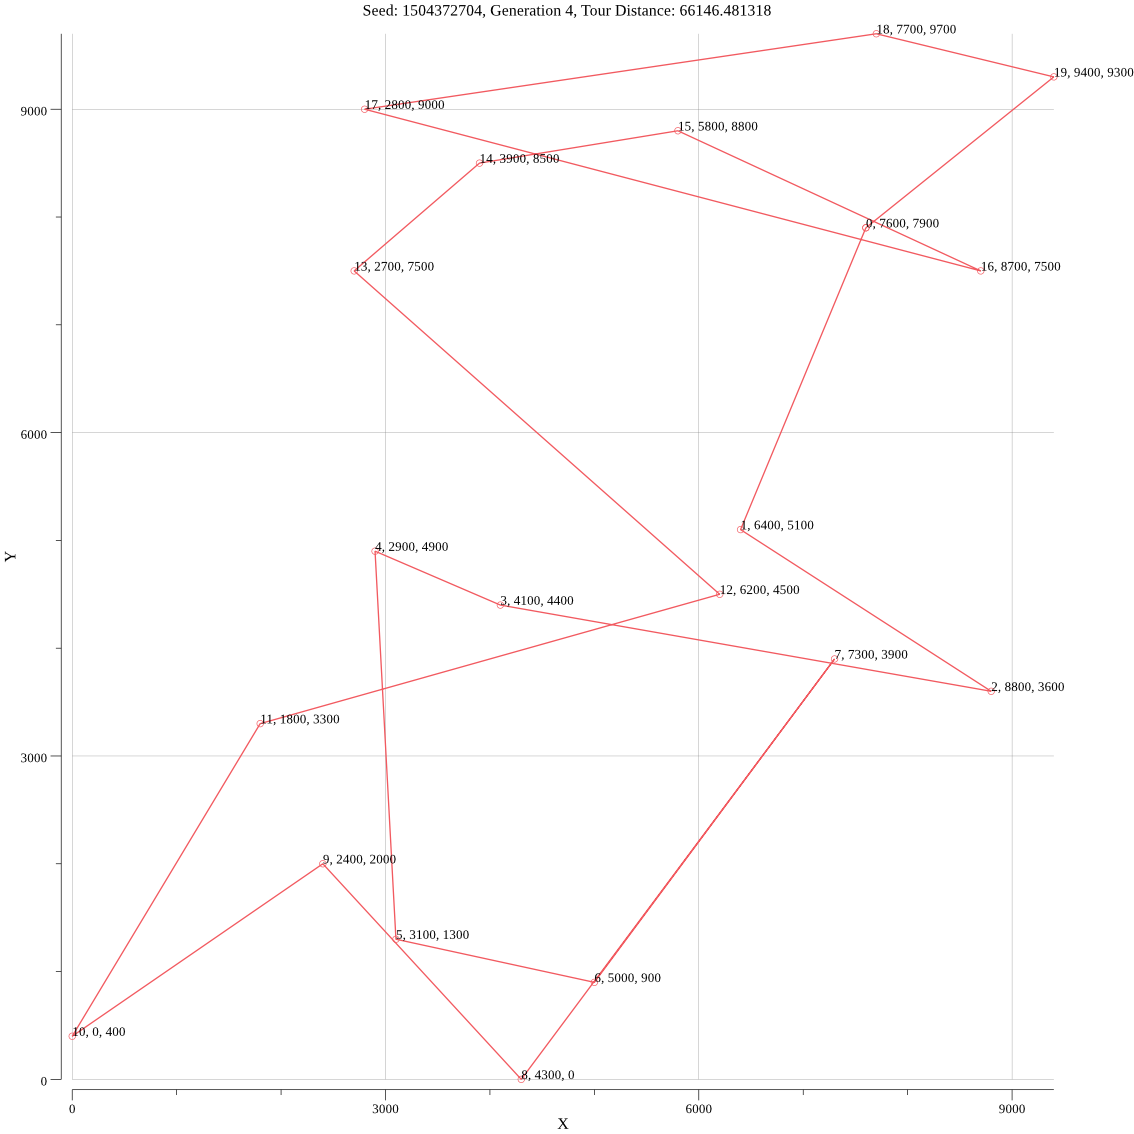 Seed: 1504372704, Generation 4, Tour Distance: 66146.481318
18, 7700, 9700
19, 9400, 9300
17, 2800, 9000
9000
15, 5800, 8800
14, 3900, 8500
0, 7600, 7900
13, 2700, 7500
16, 8700, 7500
6000
1, 6400, 5100
4, 2900, 4900
Y
12, 6200, 4500
3, 4100, 4400
7, 7300, 3900
2, 8800, 3600
11, 1800, 3300
3000
9, 2400, 2000
5, 3100, 1300
6, 5000, 900
10, 0, 400
8, 4300, 0
0
0 3000 6000 9000
X